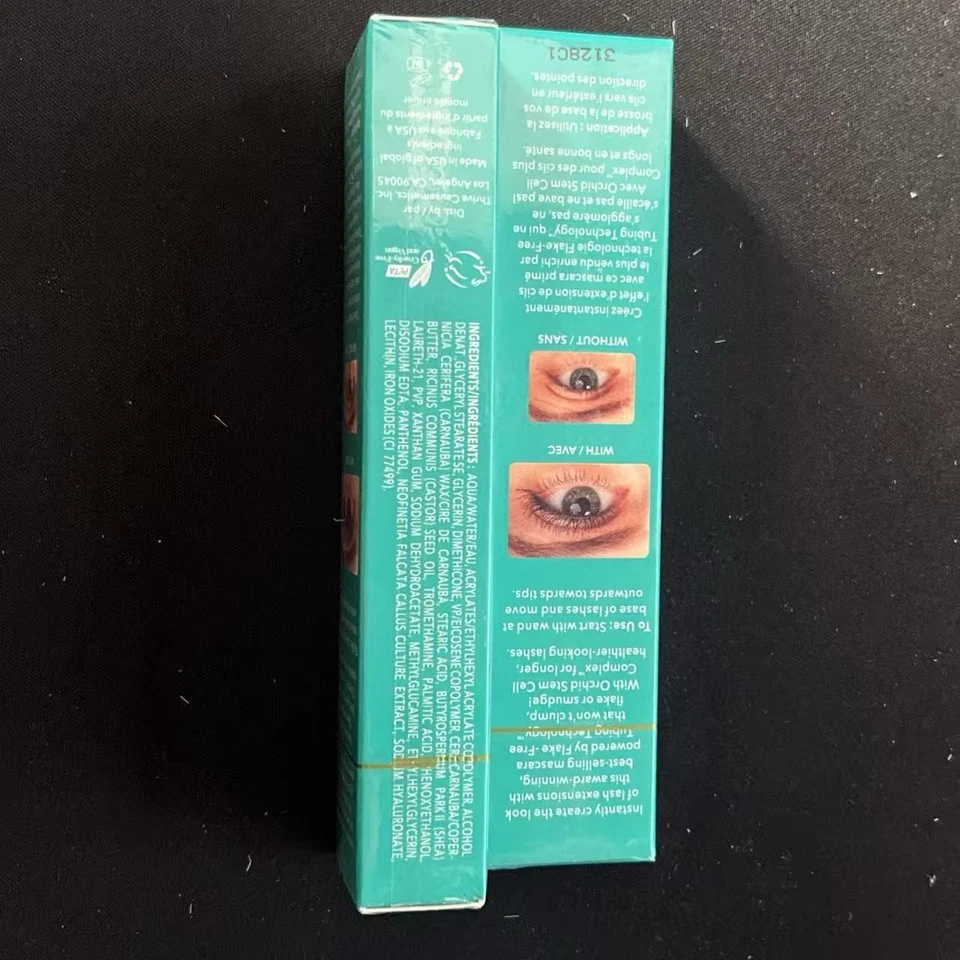 Instantly create the look
of lash extensions with
this award-winning,
best-selling mascara
powered by Flake-Free
Tubing Technology™
that won't clump,
flake or smudge!
With Orchid Stem Cell
Complex™ for longer,
healthier-looking lashes.
To Use: Start with wand at
base of lashes and move
outwards towards tips.
WITH / AVEC
WITHOUT / SANS
Créez instantanément
l'effet d'extension de cils
avec ce mascara primé
le plus vendu enrichi par
la technologie Flake-Free
Tubing Technology™ qui ne
s'agglomère pas, ne
s'écaille pas et ne bave pas!
Avec Orchid Stem Cell
Complex™ pour des cils plus
longs et en bonne santé.
Application : Utilisez la
brosse de la base de vos
cils vers l'extérieur en
direction des pointes.
3128C1
INGREDIENTS/INGRÉDIENTS : AQUA/WATER/EAU, ACRYLATES/ETHYLHEXYL ACRYLATE COPOLYMER, ALCOHOL
DENAT., GLYCERYL STEARATE SE, GLYCERIN, DIMETHICONE, VP/EICOSENE COPOLYMER, CERE CARNAUBA/COPER-
NICIA CERIFERA (CARNAUBA) WAX/CIRE DE CARNAUBA, STEARIC ACID, BUTYROSPERMUM PARKII (SHEA)
BUTTER, RICINUS COMMUNIS (CASTOR) SEED OIL, TROMETHAMINE, PALMITIC ACID, PHENOXYETHANOL,
LAURETH-21, PVP, XANTHAN GUM, SODIUM DEHYDROACETATE, METHYLGLUCAMINE, ETHYLHEXYLGLYCERIN,
DISODIUM EDTA, PANTHENOL, NEOFINETIA FALCATA CALLUS CULTURE EXTRACT, SODIUM HYALURONATE,
LECITHIN, IRON OXIDES (CI 77499).
PeTA
Cruelty-Free
and Vegan
Dist. by / par
Thrive Causemetics, Inc.
Los Angeles, CA 90045
Made in USA of global
ingredients
Fabriqué aux USA à
partir d'ingrédients du
monde entier